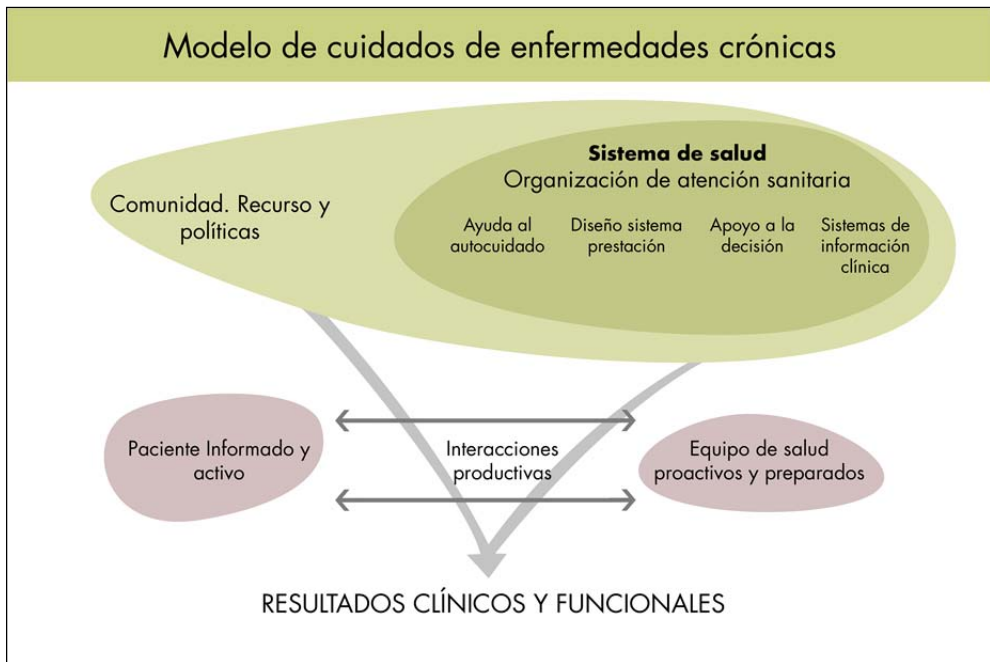 Modelo de cuidados de enfermedades crónicas
Sistema de salud
Organización de atención sanitaria
Comunidad. Recurso y
políticas
Ayuda al
autocuidado
Diseño sistema
prestación
Apoyo a la
decisión
Sistemas de
información
clínica
Paciente Informado y
activo
Interacciones
productivas
Equipo de salud
proactivos y preparados
RESULTADOS CLÍNICOS Y FUNCIONALES